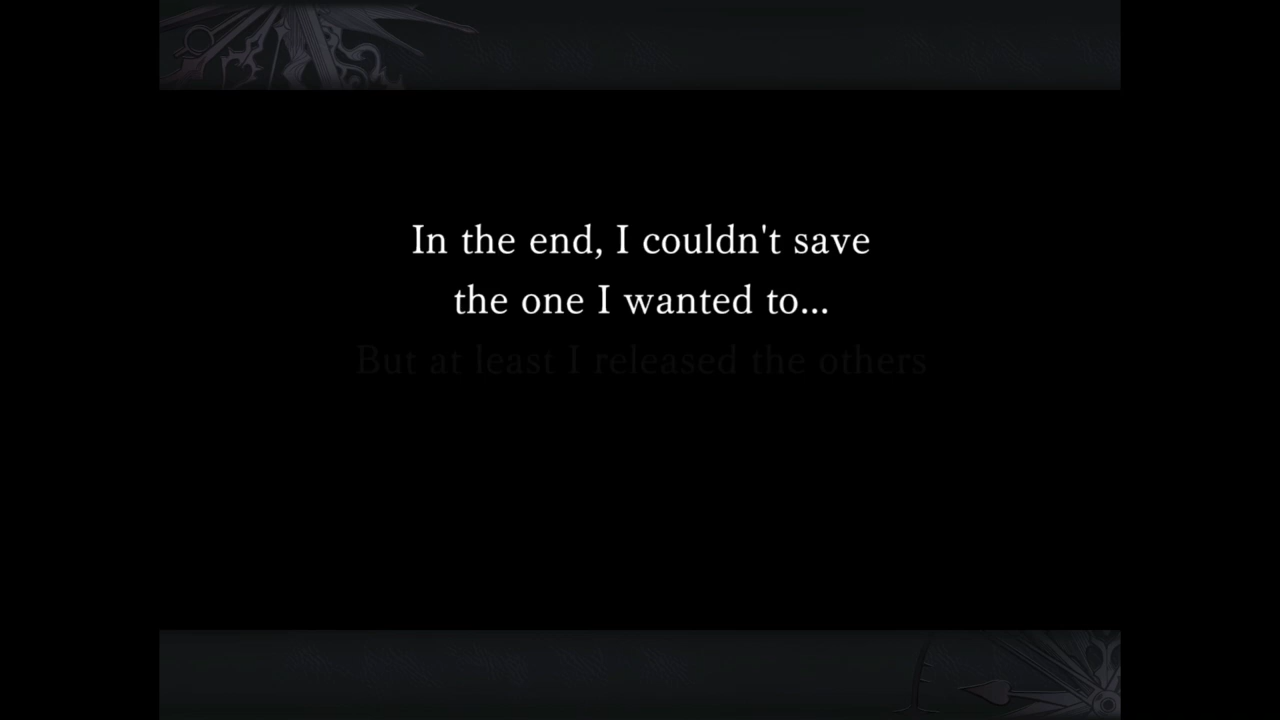 In the end, I couldn't save
the one I wanted to...
But at least I released the others